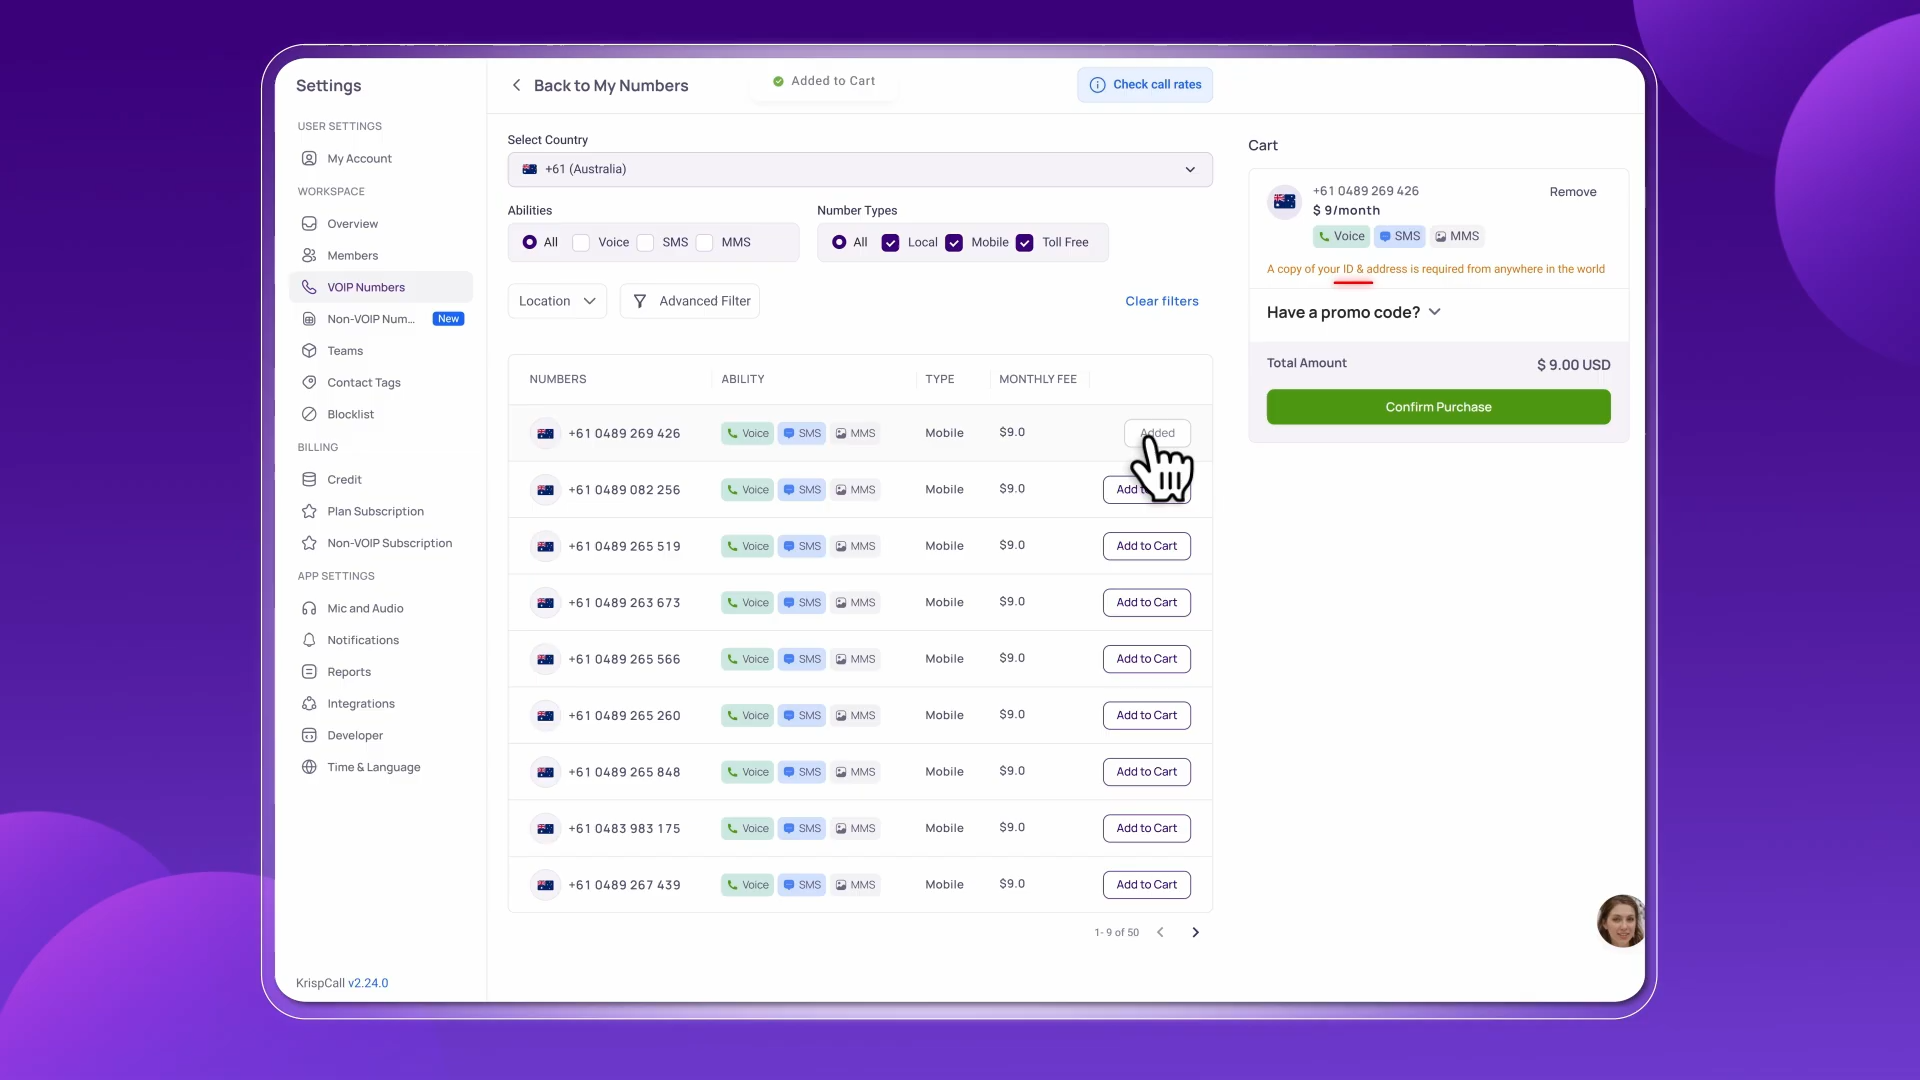 Settings
USER SETTINGS
My Account
WORKSPACE
Overview
Members
VOIP Numbers
Non-VOIP Num... New
Teams
Contact Tags
Blocklist
BILLING
Credit
Plan Subscription
Non-VOIP Subscription
APP SETTINGS
Mic and Audio
Notifications
Reports
Integrations
Developer
Time & Language
KrispCall v2.24.0
Back to My Numbers
Added to Cart
Check call rates
Select Country
+61 (Australia)
Abilities
All Voice SMS MMS
Number Types
All Local Mobile Toll Free
Location
Advanced Filter
Clear filters
NUMBERS ABILITY TYPE MONTHLY FEE
+61 0489 269 426 Voice SMS MMS Mobile $9.0 Added
+61 0489 082 256 Voice SMS MMS Mobile $9.0 Add
+61 0489 265 519 Voice SMS MMS Mobile $9.0 Add to Cart
+61 0489 263 673 Voice SMS MMS Mobile $9.0 Add to Cart
+61 0489 265 566 Voice SMS MMS Mobile $9.0 Add to Cart
+61 0489 265 260 Voice SMS MMS Mobile $9.0 Add to Cart
+61 0489 265 848 Voice SMS MMS Mobile $9.0 Add to Cart
+61 0483 983 175 Voice SMS MMS Mobile $9.0 Add to Cart
+61 0489 267 439 Voice SMS MMS Mobile $9.0 Add to Cart
1- 9 of 50
Cart
+61 0489 269 426 Remove
$ 9/month
Voice SMS MMS
A copy of your ID & address is required from anywhere in the world
Have a promo code?
Total Amount $ 9.00 USD
Confirm Purchase